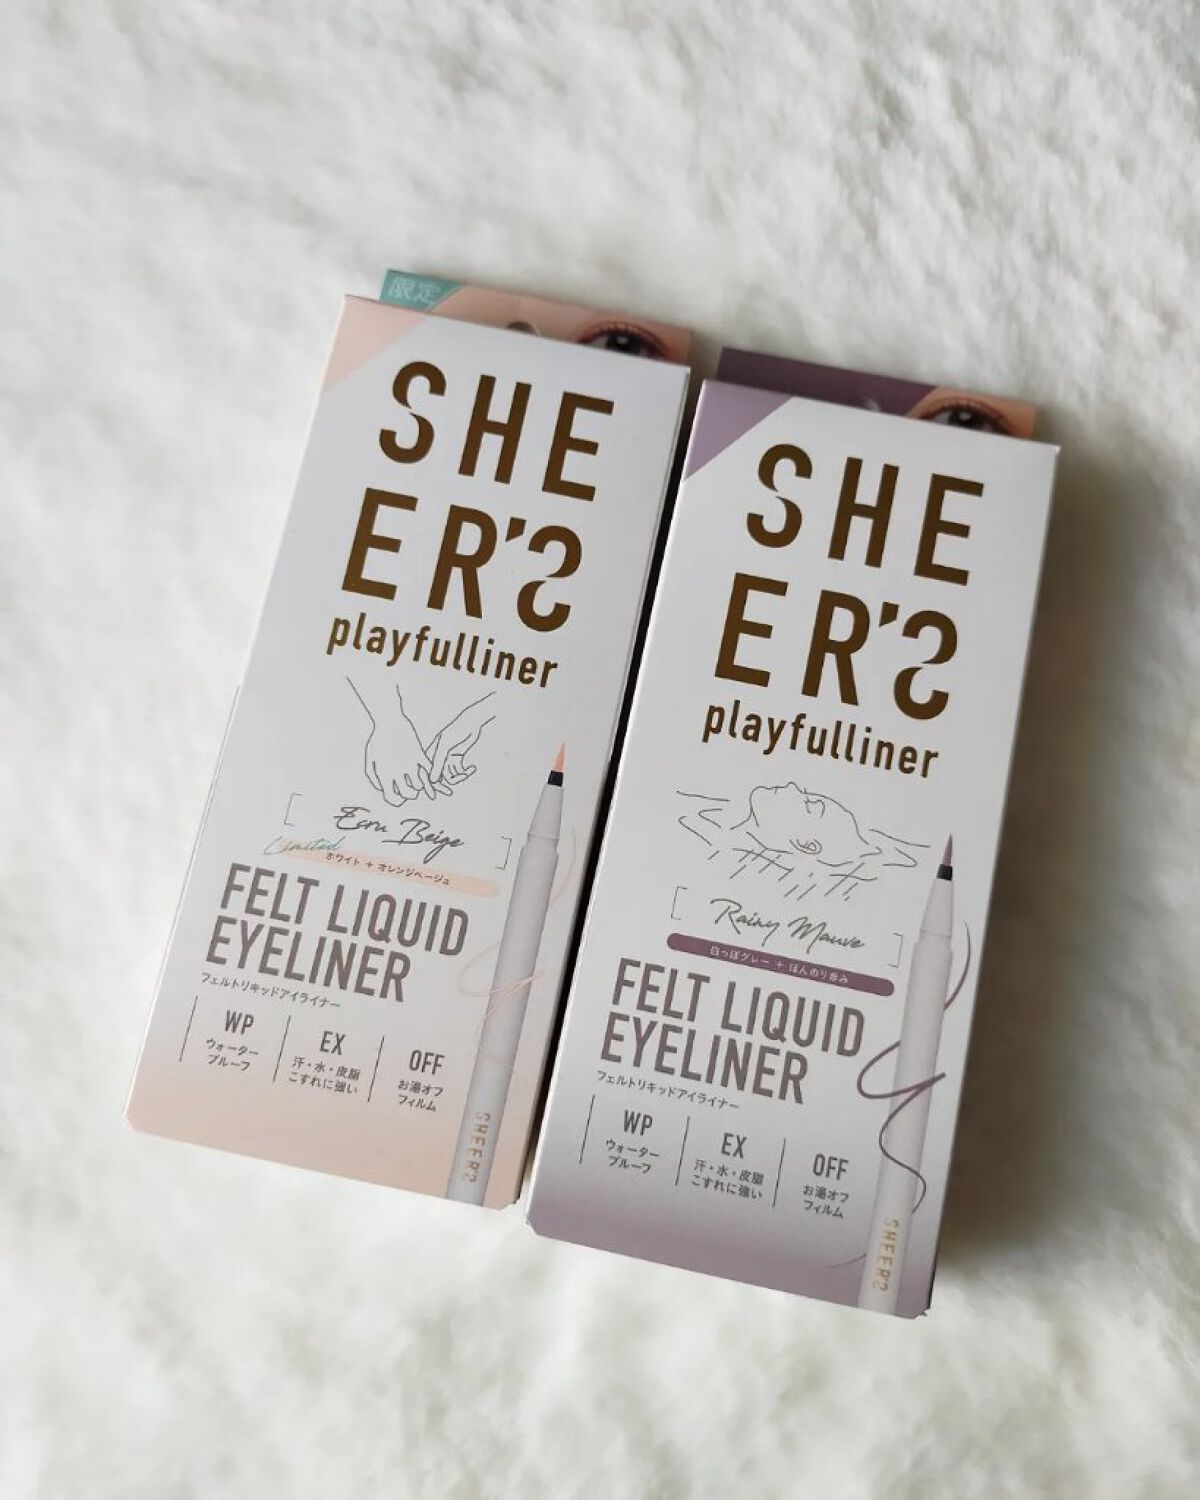 限定
SHE
ER'S
playfulliner
Ecru Beige
Limited
ホワイト + オレンジベージュ
FELT LIQUID
EYELINER
フェルトリキッドアイライナー
WP
ウォーター
プルーフ
EX
汗・水・皮脂
こすれに強い
OFF
お湯オフ
フィルム
SHEER'S
SHE
ER'S
playfulliner
Rainy Mauve
白っぽグレー + ほんのり赤み
FELT LIQUID
EYELINER
フェルトリキッドアイライナー
WP
ウォーター
プルーフ
EX
汗・水・皮脂
こすれに強い
OFF
お湯オフ
フィルム
SHEER'S